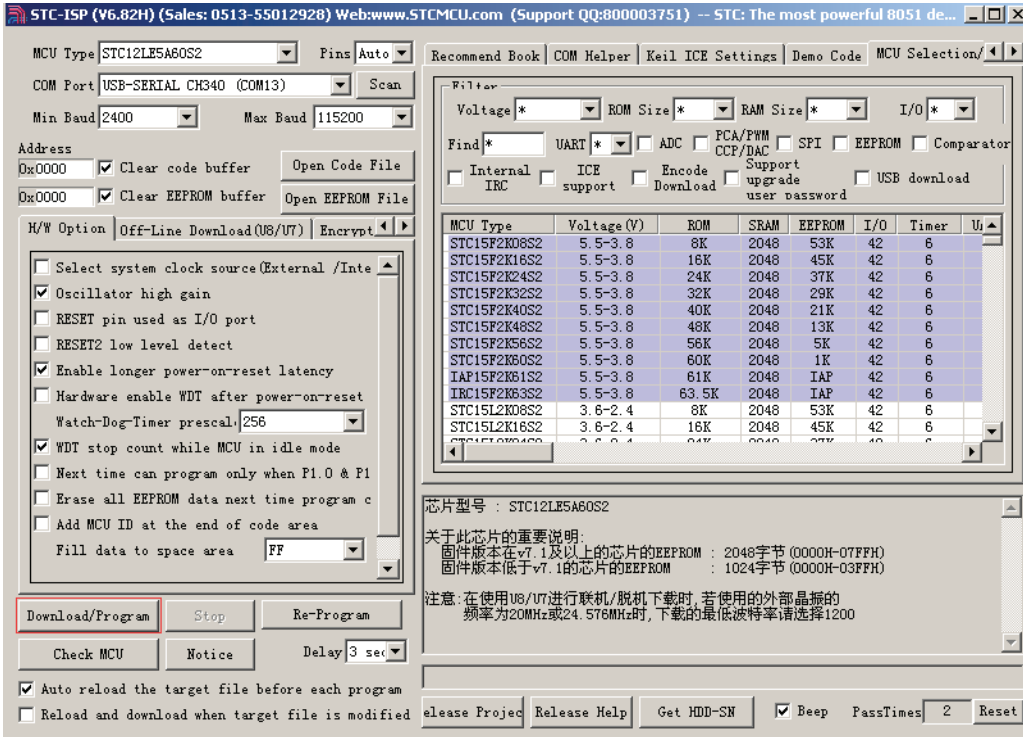 STC-ISP (V6.82H) (Sales: 0513-55012928) Web:www.STCMCU.com (Support QQ:800003751) -- STC: The most powerful 8051 de...
MCU Type STC12LE5A60S2 Pins Auto
COM Port USB-SERIAL CH340 (COM13) Scan
Min Baud 2400 Max Baud 115200
Address
0x0000 Clear code buffer Open Code File
0x0000 Clear EEPROM buffer Open EEPROM File
H/W Option Off-Line Download(U8/U7) Encrypt
Select system clock source(External /Inte
Oscillator high gain
RESET pin used as I/O port
RESET2 low level detect
Enable longer power-on-reset latency
Hardware enable WDT after power-on-reset
Watch-Dog-Timer prescal 256
WDT stop count while MCU in idle mode
Next time can program only when P1.0 & P1
Erase all EEPROM data next time program c
Add MCU ID at the end of code area
Fill data to space area FF
Download/Program Stop Re-Program
Check MCU Notice Delay 3 sec
Auto reload the target file before each program
Reload and download when target file is modified
Recommend Book COM Helper Keil ICE Settings Demo Code MCU Selection/
Filter
Voltage * ROM Size * RAM Size * I/O *
Find * UART * ADC PCA/PWM CCP/DAC SPI EEPROM Comparator
Internal IRC ICE support Encode Download Support upgrade user password USB download
MCU Type Voltage(V) ROM SRAM EEPROM I/O Timer
STC15F2K08S2 5.5-3.8 8K 2048 53K 42 6
STC15F2K16S2 5.5-3.8 16K 2048 45K 42 6
STC15F2K24S2 5.5-3.8 24K 2048 37K 42 6
STC15F2K32S2 5.5-3.8 32K 2048 29K 42 6
STC15F2K40S2 5.5-3.8 40K 2048 21K 42 6
STC15F2K48S2 5.5-3.8 48K 2048 13K 42 6
STC15F2K56S2 5.5-3.8 56K 2048 5K 42 6
STC15F2K60S2 5.5-3.8 60K 2048 1K 42 6
IAP15F2K61S2 5.5-3.8 61K 2048 IAP 42 6
IRC15F2K63S2 5.5-3.8 63.5K 2048 IAP 42 6
STC15L2K08S2 3.6-2.4 8K 2048 53K 42 6
STC15L2K16S2 3.6-2.4 16K 2048 45K 42 6
芯片型号 : STC12LE5A60S2
关于此芯片的重要说明:
固件版本在v7.1及以上的芯片的EEPROM : 2048字节(0000H-07FFH)
固件版本低于v7.1的芯片的EEPROM : 1024字节(0000H-03FFH)
注意:在使用U8/U7进行联机/脱机下载时,若使用的外部晶振的
频率为20MHz或24.576MHz时,下载的最低波特率请选择1200
elease Projec Release Help Get HDD-SN Beep PassTimes 2 Reset